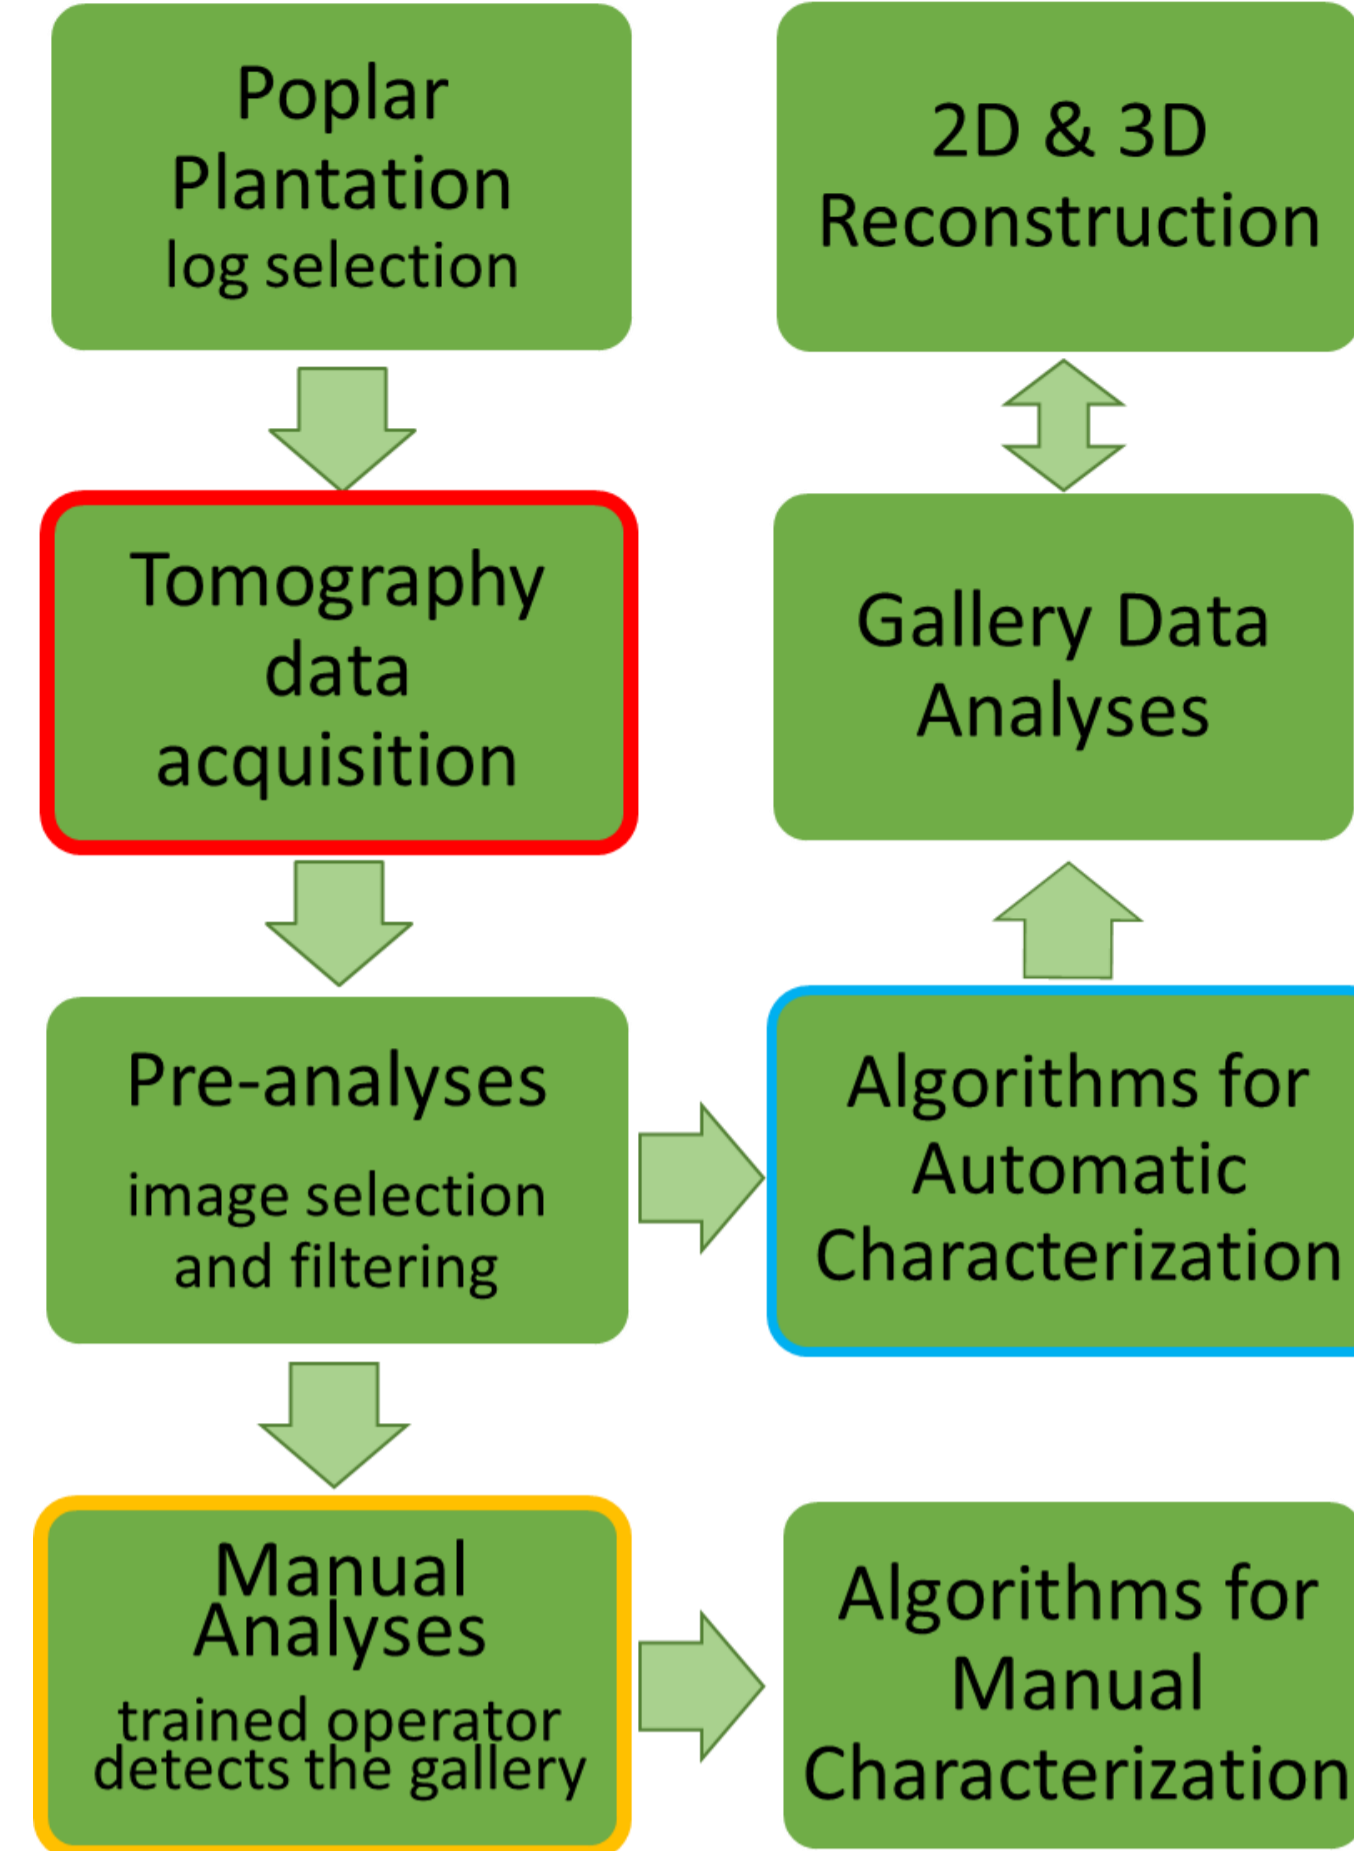 Poplar
Plantation
log selection
2D & 3D
Reconstruction
Tomography
data
acquisition
Gallery Data
Analyses
Pre-analyses
image selection
and filtering
Algorithms for
Automatic
Characterization
Manual
Analyses
trained operator
detects the gallery
Algorithms for
Manual
Characterization